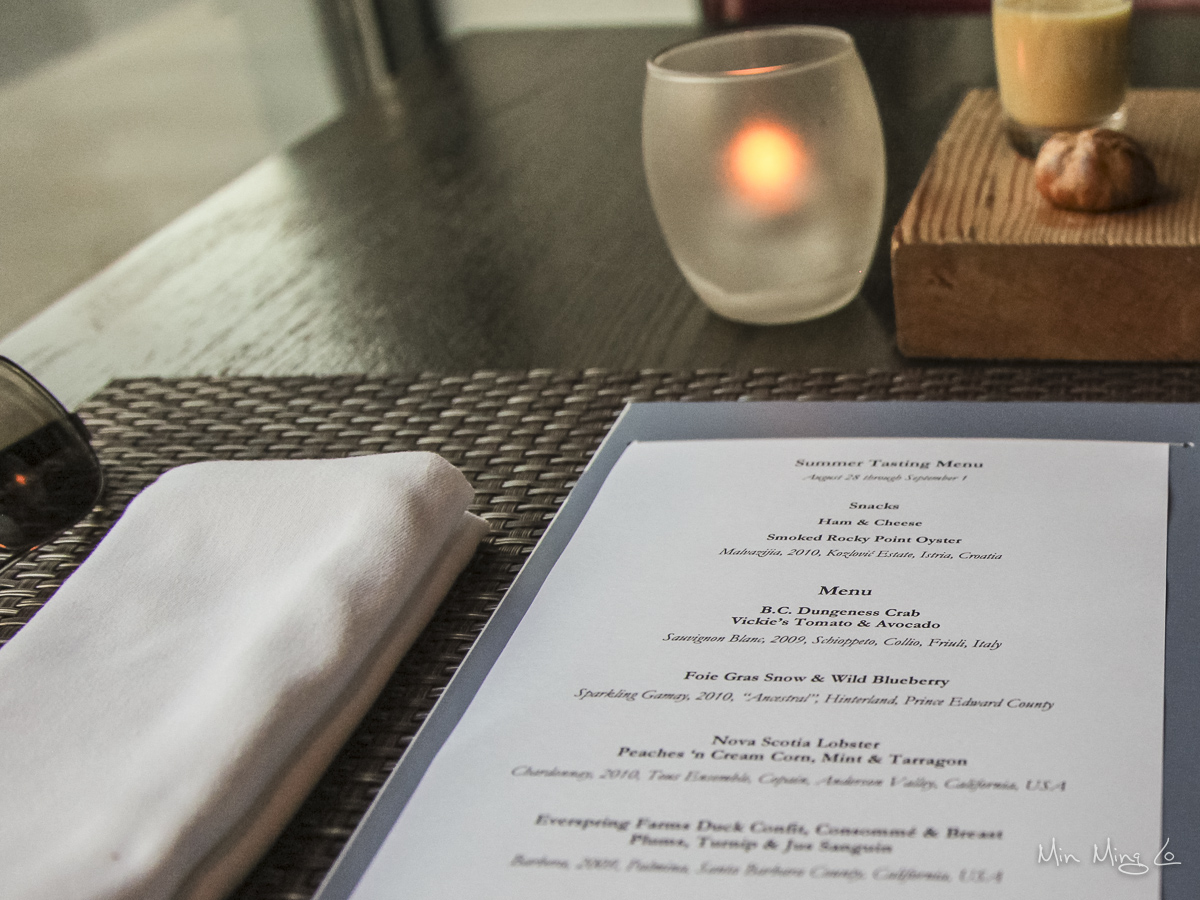 Summer Tasting Menu
August 28 through September 1
Snacks
Ham & Cheese
Smoked Rocky Point Oyster
Malvazijia, 2010, Kozlović Estate, Istria, Croatia
Menu
B.C. Dungeness Crab
Vickie's Tomato & Avocado
Sauvignon Blanc, 2009, Schioppeto, Collio, Friuli, Italy
Foie Gras Snow & Wild Blueberry
Sparkling Gamay, 2010, "Ancestral", Hinterland, Prince Edward County
Nova Scotia Lobster
Peaches 'n Cream Corn, Mint & Tarragon
Chardonnay, 2010, Tous Ensemble, Copain, Anderson Valley, California, USA
Everspring Farms Duck Confit, Consommé & Breast
Plums, Turnip & Jus Sanguin
Barbera, 2009, Palmina, Santa Barbara County, California, USA
Min Ming Lo